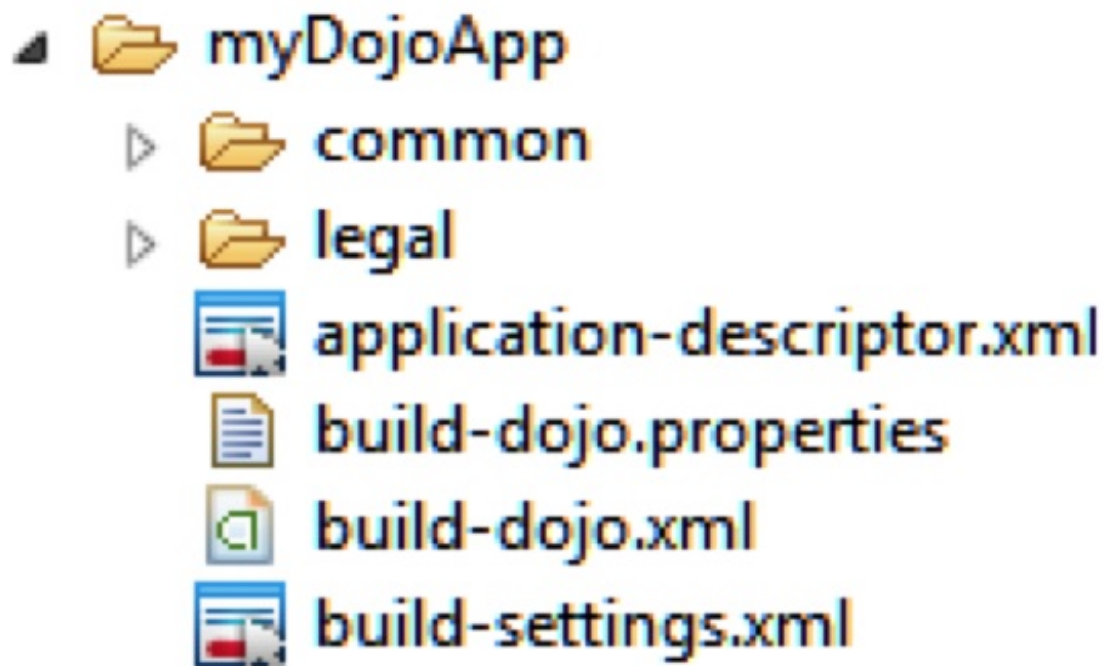 myDojoApp
common
legal
application-descriptor.xml
build-dojo.properties
build-dojo.xml
build-settings.xml